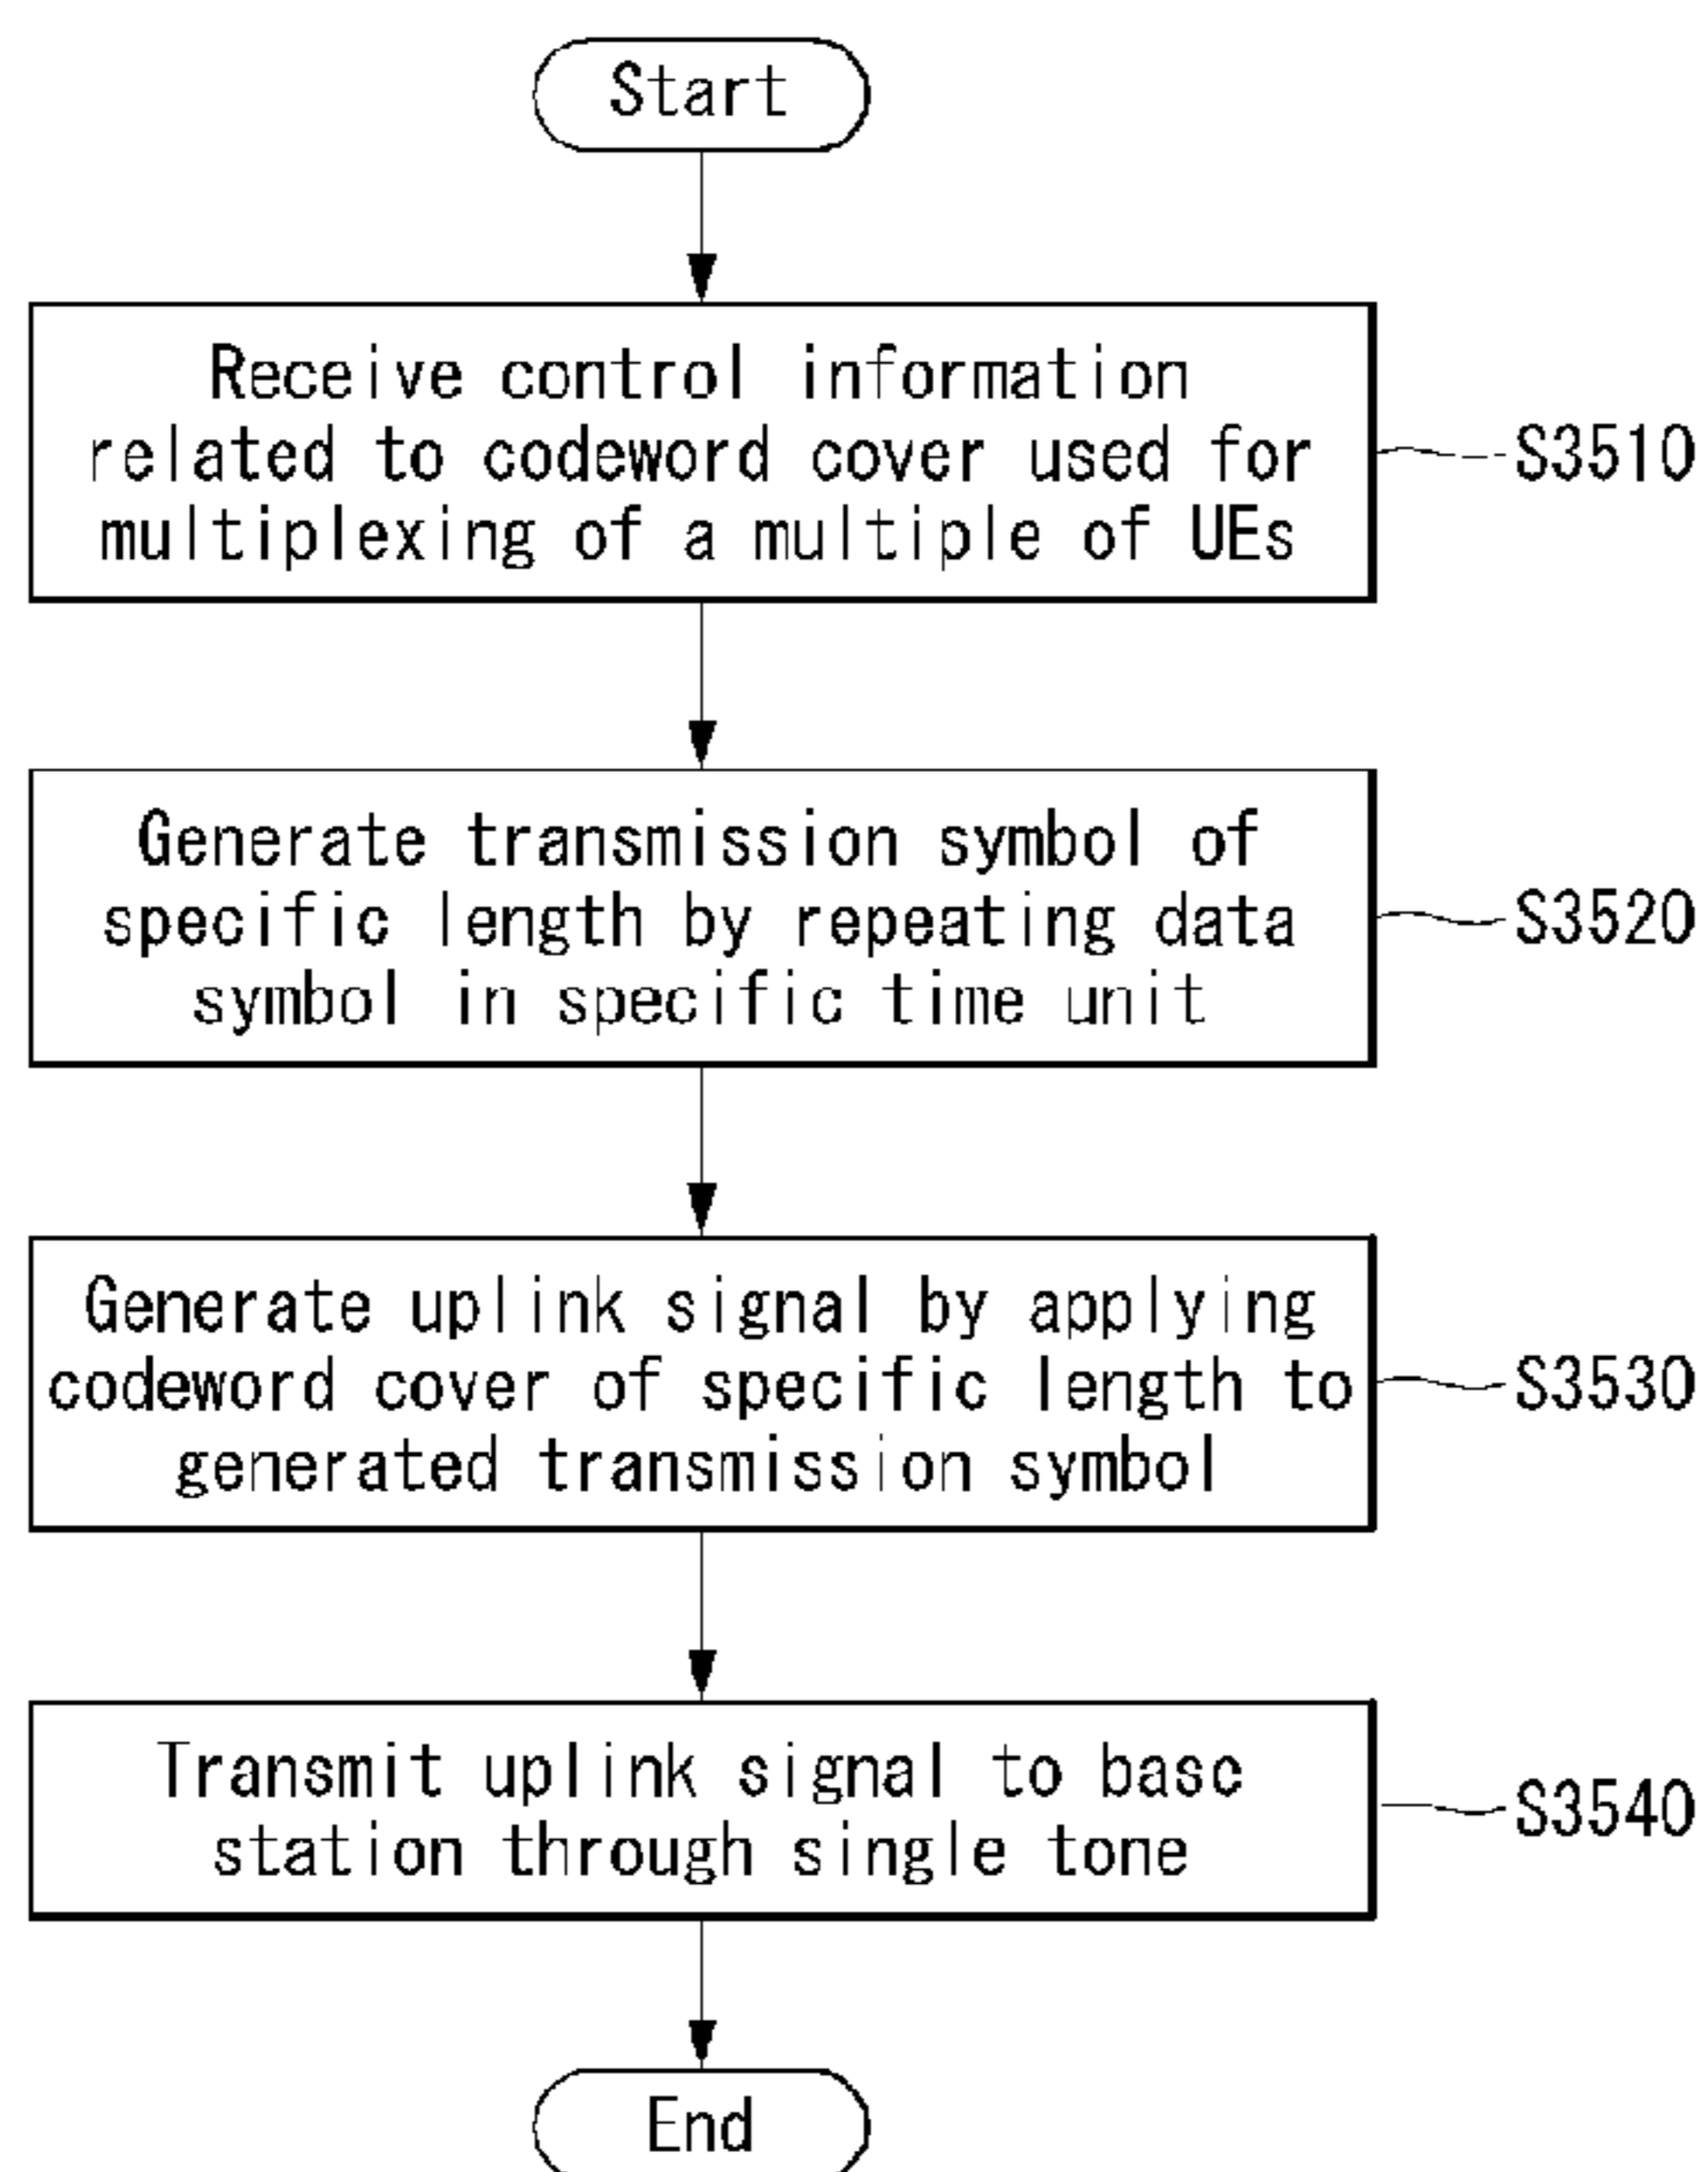 Start
Receive control information
related to codeword cover used for
multiplexing of a multiple of UEs
S3510
Generate transmission symbol of
specific length by repeating data
symbol in specific time unit
S3520
Generate uplink signal by applying
codeword cover of specific length to
generated transmission symbol
S3530
Transmit uplink signal to base
station through single tone
S3540
End